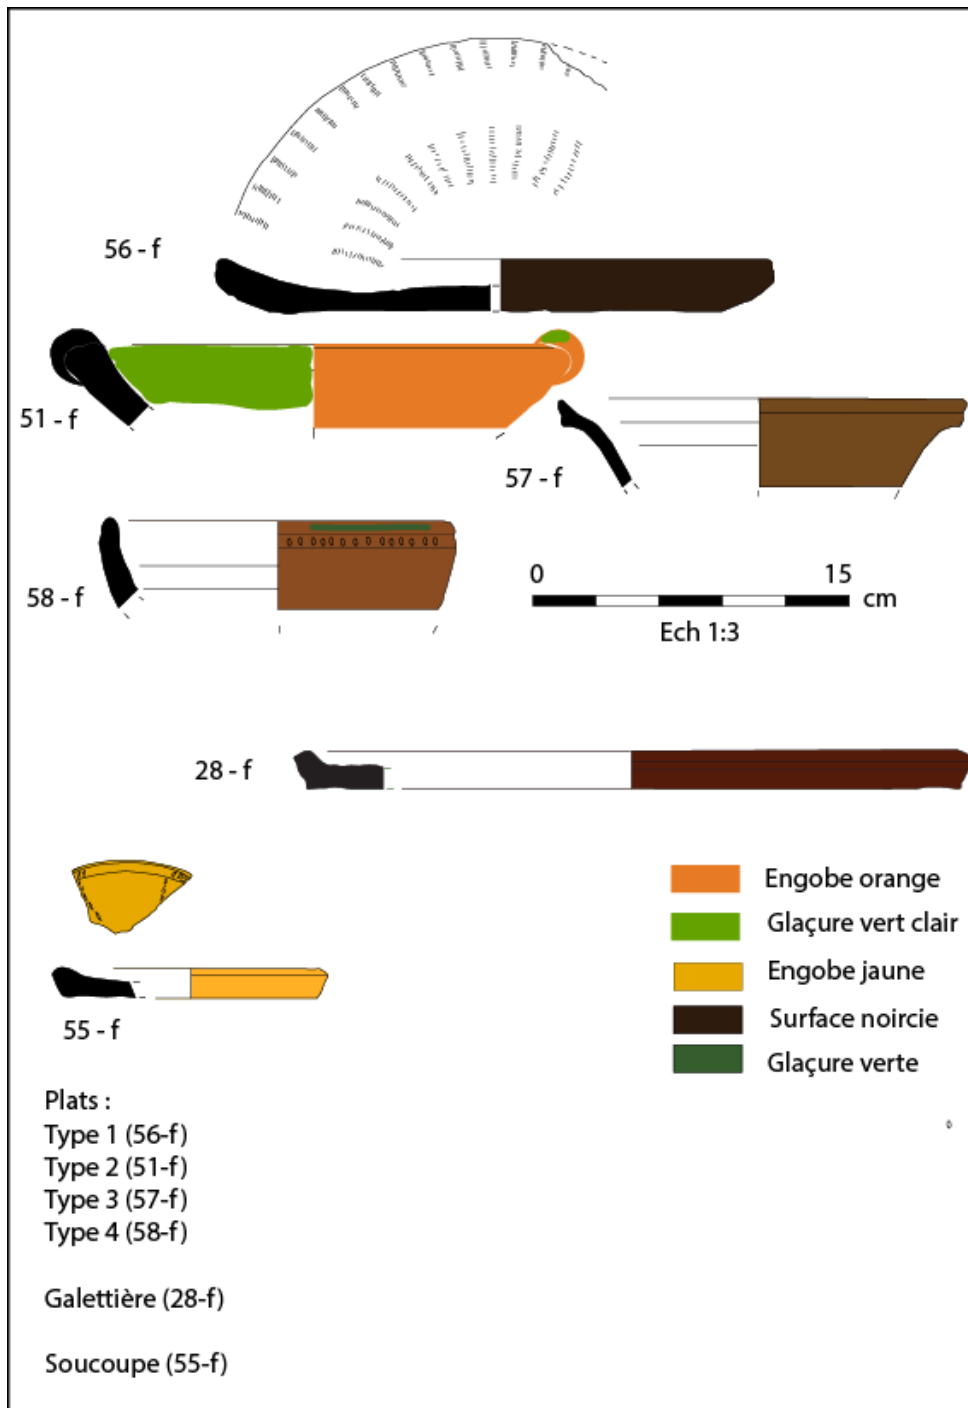 56 - f
51 - f
57 - f
58 - f
0 15
cm
Ech 1:3
28 - f
55 - f
Engobe orange
Glaçure vert clair
Engobe jaune
Surface noircie
Glaçure verte
Plats :
Type 1 (56-f)
Type 2 (51-f)
Type 3 (57-f)
Type 4 (58-f)
Galettière (28-f)
Soucoupe (55-f)